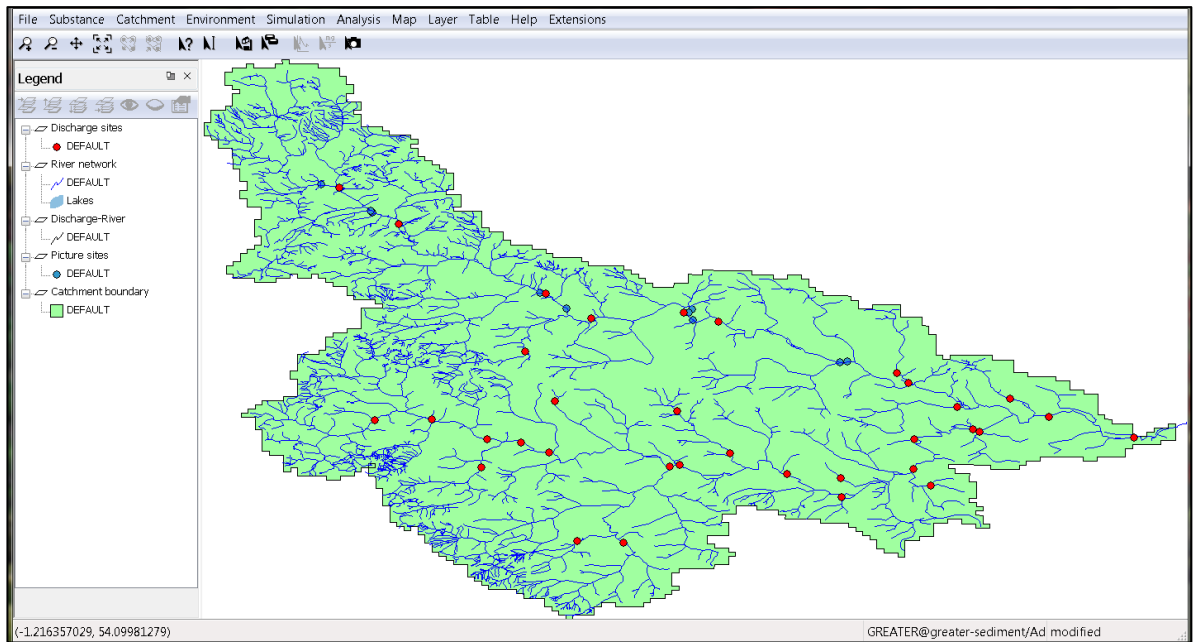 File Substance Catchment Environment Simulation Analysis Map Layer Table Help Extensions
Legend
Discharge sites
DEFAULT
River network
DEFAULT
Lakes
Discharge-River
DEFAULT
Picture sites
DEFAULT
Catchment boundary
DEFAULT
(-1.216357029, 54.09981279)
GREATER@greater-sediment/Ad modified